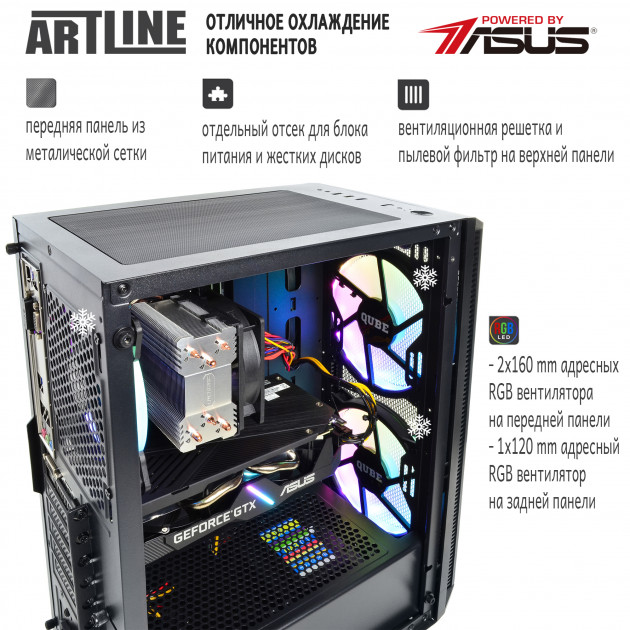 ARTLINE
ОТЛИЧНОЕ ОХЛАЖДЕНИЕ
КОМПОНЕНТОВ
POWERED BY
ASUS
передняя панель из
металической сетки
отдельный отсек для блока
питания и жестких дисков
вентиляционная решетка и
пылевой фильтр на верхней панели
QUBE
RGB
LED
- 2x160 mm адресных
RGB вентилятора
на передней панели
- 1x120 mm адресный
RGB вентилятор
на задней панели
QUBE
GEFORCE GTX
ASUS